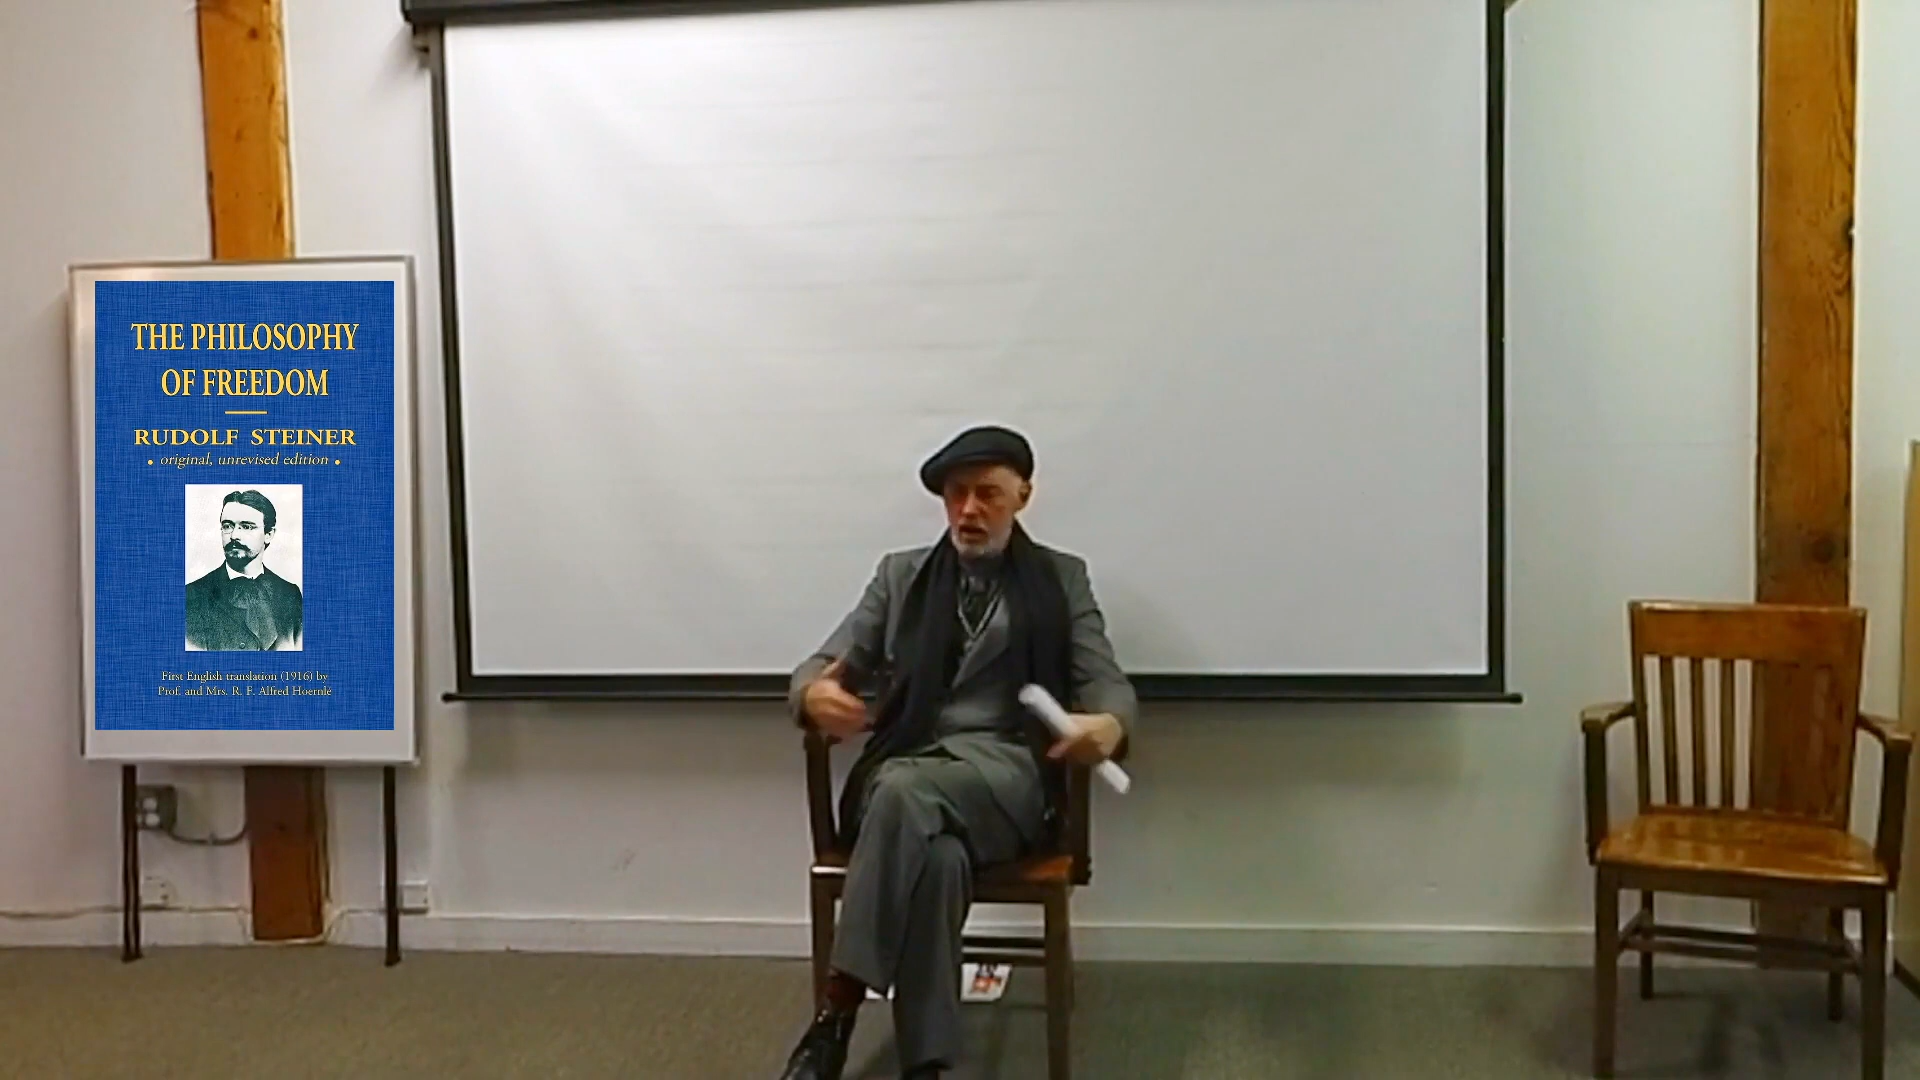 THE PHILOSOPHY
OF FREEDOM
RUDOLF STEINER
• original, unrevised edition •
First English translation (1916) by
Prof. and Mrs. R. F. Alfred Hoernlé